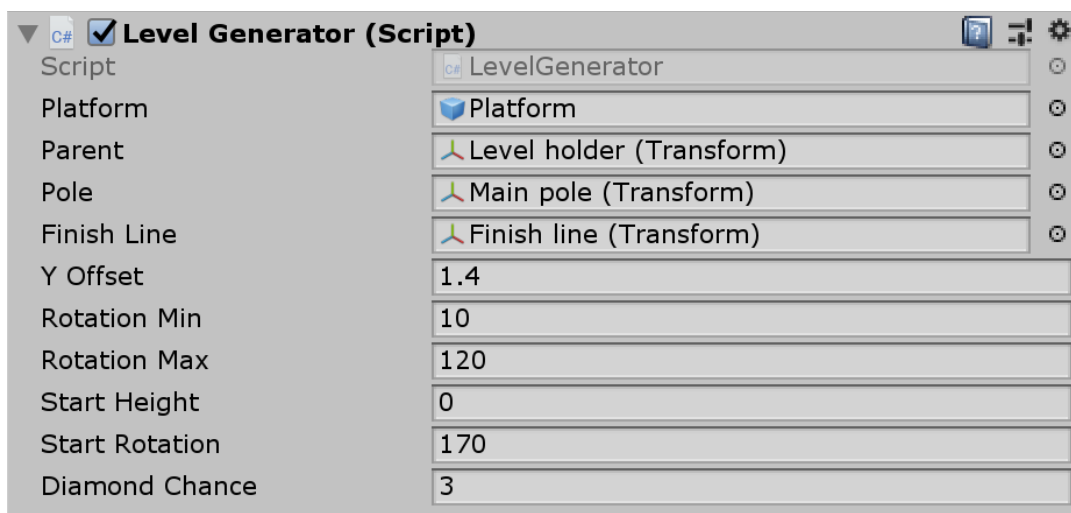 Level Generator (Script)
Script LevelGenerator
Platform Platform
Parent Level holder (Transform)
Pole Main pole (Transform)
Finish Line Finish line (Transform)
Y Offset 1.4
Rotation Min 10
Rotation Max 120
Start Height 0
Start Rotation 170
Diamond Chance 3